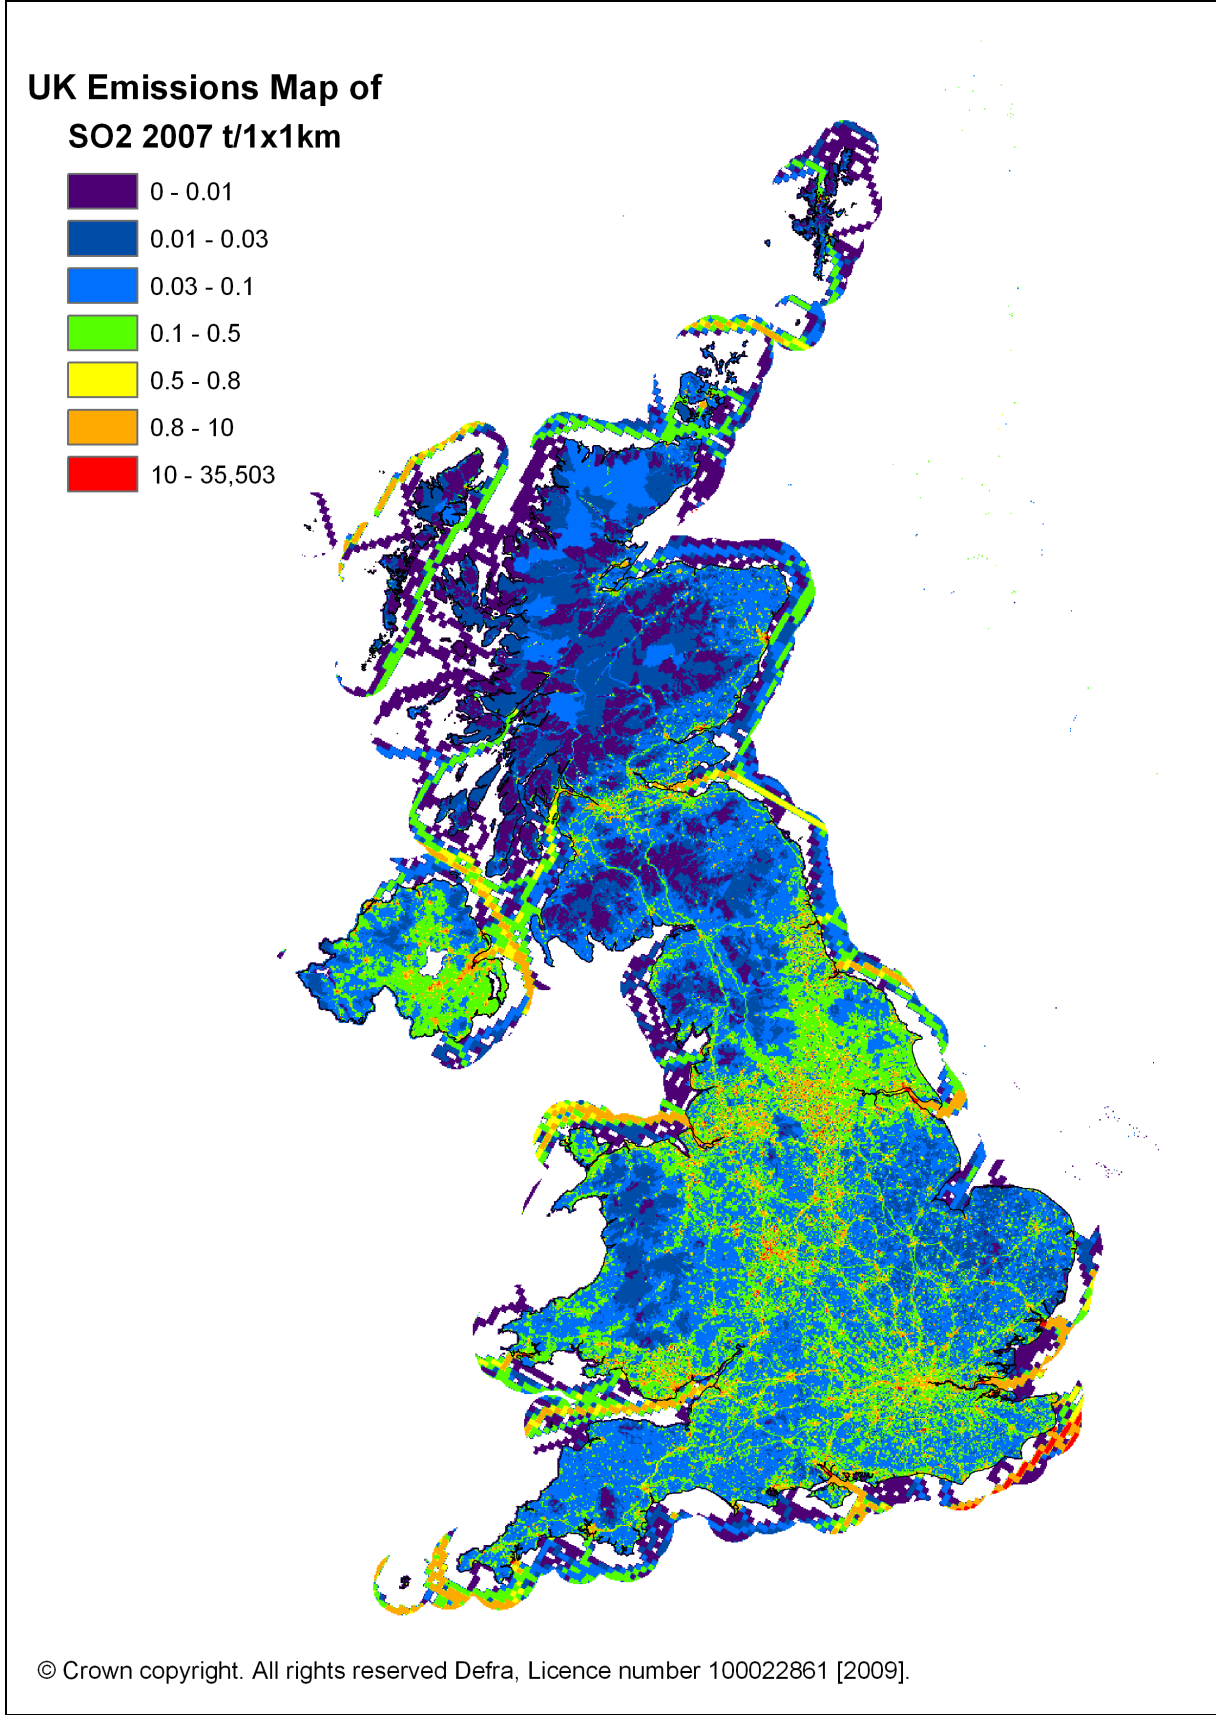 UK Emissions Map of
SO2 2007 t/1x1km
0 - 0.01
0.01 - 0.03
0.03 - 0.1
0.1 - 0.5
0.5 - 0.8
0.8 - 10
10 - 35,503
© Crown copyright. All rights reserved Defra, Licence number 100022861 [2009].